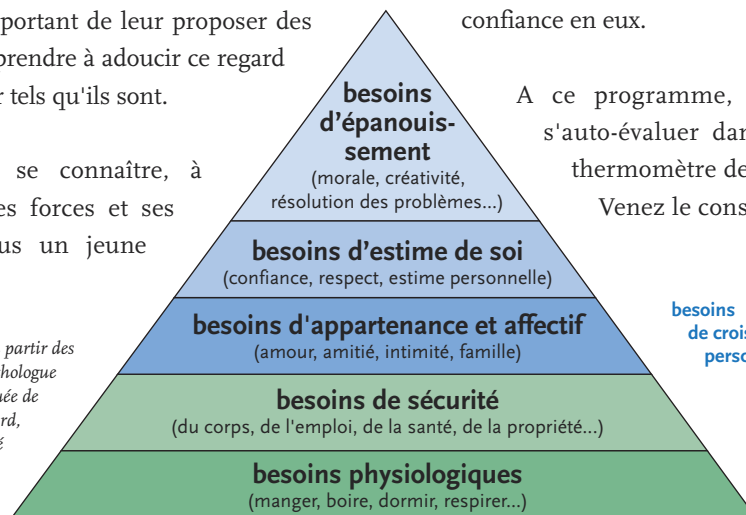 portant de leur proposer des
prendre à adoucir ce regard
r tels qu'ils sont.
se connaître, à
es forces et ses
us un jeune
partir des
chologue
uée de
rd,
é
besoins
d'épanouis-
sement
(morale, créativité,
résolution des problèmes...)
besoins d'estime de soi
(confiance, respect, estime personnelle)
besoins d'appartenance et affectif
(amour, amitié, intimité, famille)
besoins de sécurité
(du corps, de l'emploi, de la santé, de la propriété...)
besoins physiologiques
(manger, boire, dormir, respirer...)
confiance en eux.
A ce programme,
s'auto-évaluer dan
thermomètre de
Venez le cons
besoins
de crois
perso